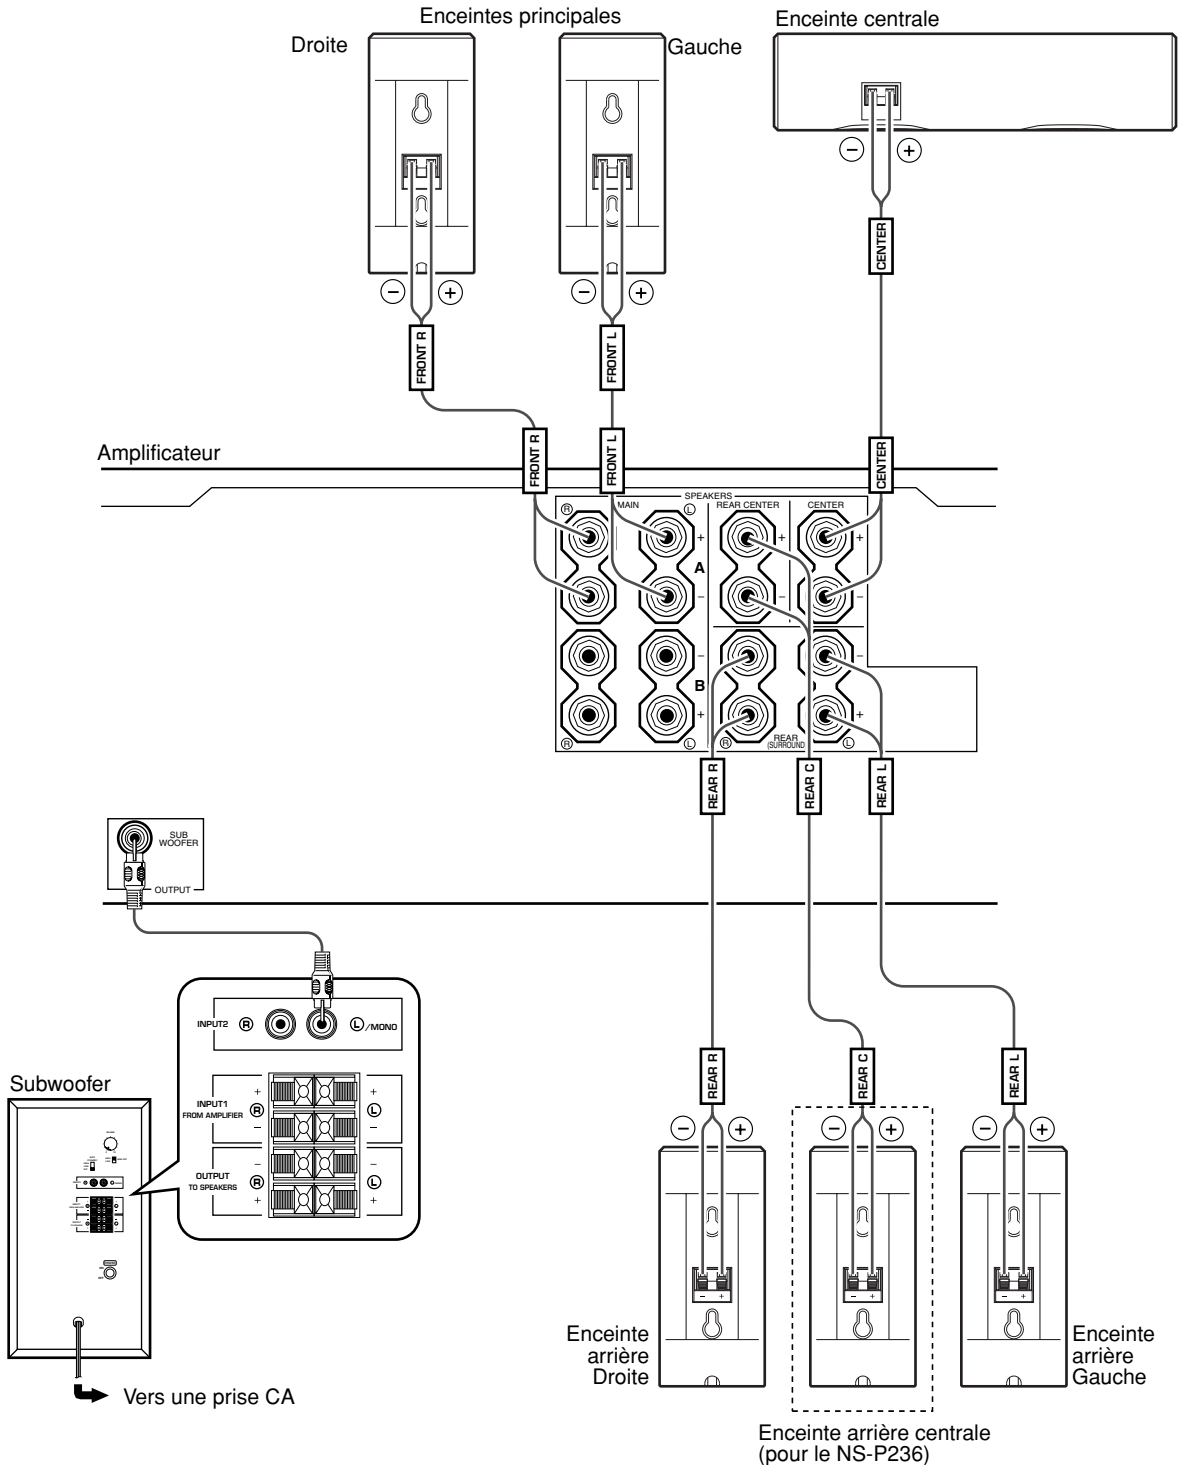 Enceintes principales
Enceinte centrale
Droite
Gauche
− +
− +
− +
CENTER
FRONT R
FRONT L
Amplificateur
FRONT R
FRONT L
CENTER
SPEAKERS
R MAIN L
REAR CENTER
CENTER
+ + +
A
− − −
−
−
B
+
+
R L
R REAR L
(SURROUND
REAR R
REAR C
REAR L
SUB
WOOFER
OUTPUT
INPUT2 R L /MONO
Subwoofer
+ +
INPUT1
FROM AMPLIFIER
R L
− −
− −
OUTPUT
TO SPEAKERS
R L
+ +
REAR R
REAR C
REAR L
− +
− +
− +
− +
− +
− +
Enceinte
arrière
Droite
Enceinte
arrière
Gauche
Vers une prise CA
Enceinte arrière centrale
(pour le NS-P236)